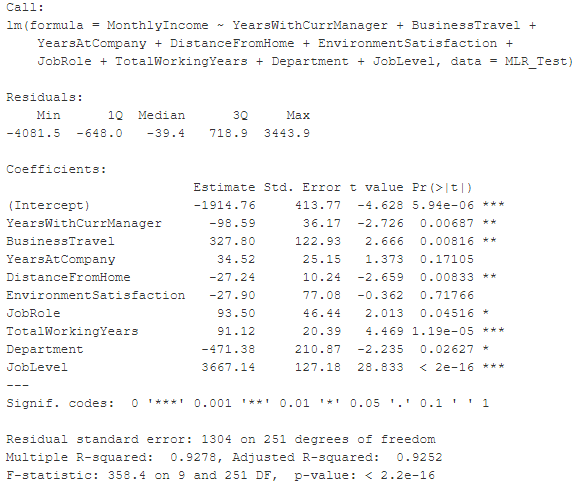 Call:
lm(formula = MonthlyIncome ~ YearsWithCurrManager + BusinessTravel +
    YearsAtCompany + DistanceFromHome + EnvironmentSatisfaction +
    JobRole + TotalWorkingYears + Department + JobLevel, data = MLR_Test)

Residuals:
    Min      1Q  Median      3Q     Max
-4081.5  -648.0   -39.4   718.9  3443.9

Coefficients:
                        Estimate Std. Error t value Pr(>|t|)
(Intercept)             -1914.76     413.77  -4.628 5.94e-06 ***
YearsWithCurrManager      -98.59      36.17  -2.726  0.00687 **
BusinessTravel            327.80     122.93   2.666  0.00816 **
YearsAtCompany             34.52      25.15   1.373  0.17105
DistanceFromHome          -27.24      10.24  -2.659  0.00833 **
EnvironmentSatisfaction   -27.90      77.08  -0.362  0.71766
JobRole                    93.50      46.44   2.013  0.04516 *
TotalWorkingYears          91.12      20.39   4.469 1.19e-05 ***
Department               -471.38     210.87  -2.235  0.02627 *
JobLevel                 3667.14     127.18  28.833  < 2e-16 ***
---
Signif. codes:  0 '***' 0.001 '**' 0.01 '*' 0.05 '.' 0.1 ' ' 1

Residual standard error: 1304 on 251 degrees of freedom
Multiple R-squared:  0.9278, Adjusted R-squared:  0.9252
F-statistic: 358.4 on 9 and 251 DF,  p-value: < 2.2e-16